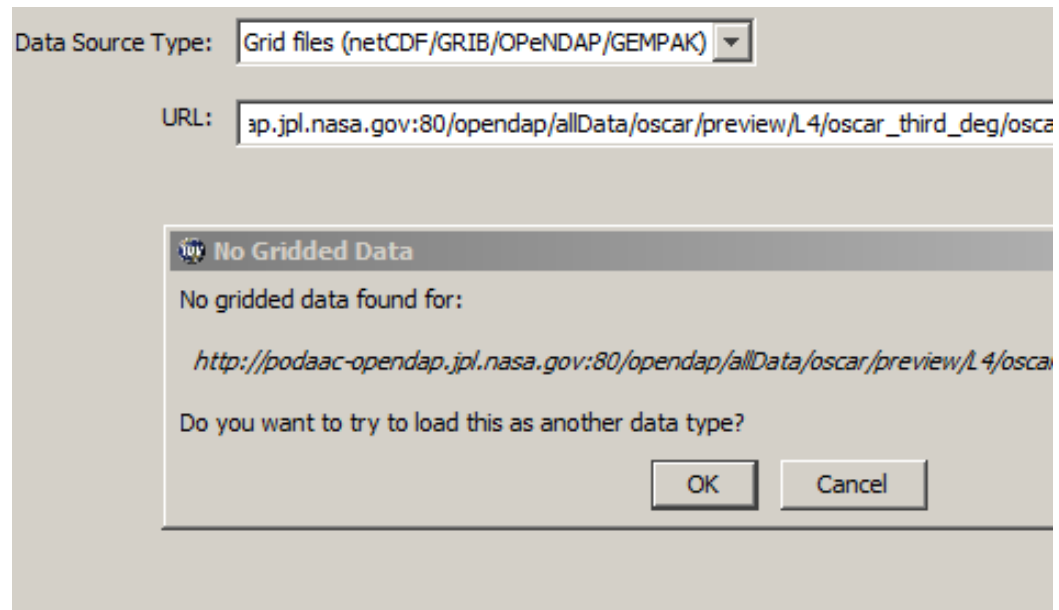 Data Source Type: Grid files (netCDF/GRIB/OPeNDAP/GEMPAK)
URL: ap.jpl.nasa.gov:80/opendap/allData/oscar/preview/L4/oscar_third_deg/osca
No Gridded Data
No gridded data found for:
http://podaac-opendap.jpl.nasa.gov:80/opendap/allData/oscar/preview/L4/oscar
Do you want to try to load this as another data type?
OK Cancel